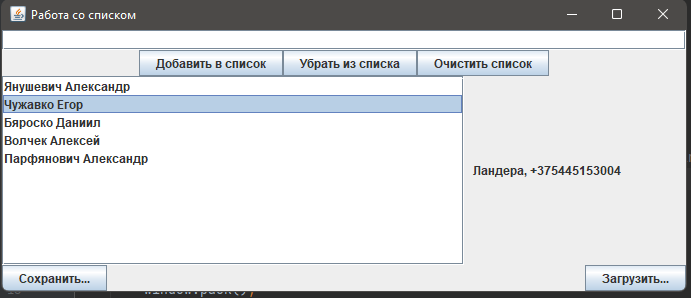 Работа со списком
Добавить в список Убрать из списка Очистить список
Янушевич Александр
Чужавко Егор
Бяроско Даниил
Волчек Алексей
Парфянович Александр
Ландера, +375445153004
Сохранить... Загрузить...